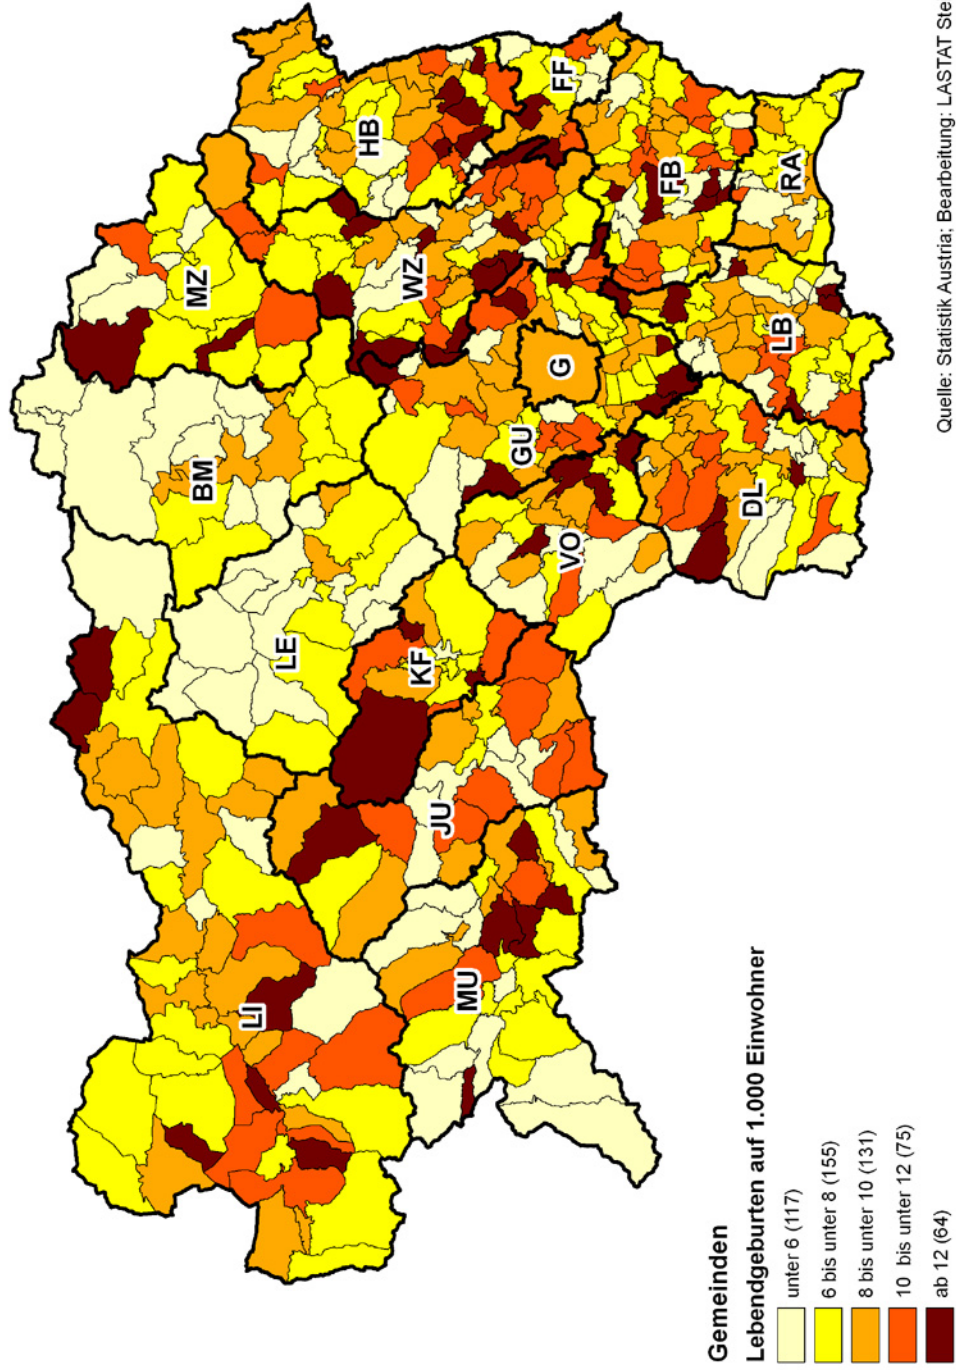 LI
BM
MZ
HB
LE
WZ
MU
JU
KF
GU
G
FF
VO
FB
DL
LB
RA
Gemeinden
Lebendgeburten auf 1.000 Einwohner
unter 6 (117)
6 bis unter 8 (155)
8 bis unter 10 (131)
10 bis unter 12 (75)
ab 12 (64)
Quelle: Statistik Austria; Bearbeitung: LASTAT Ste